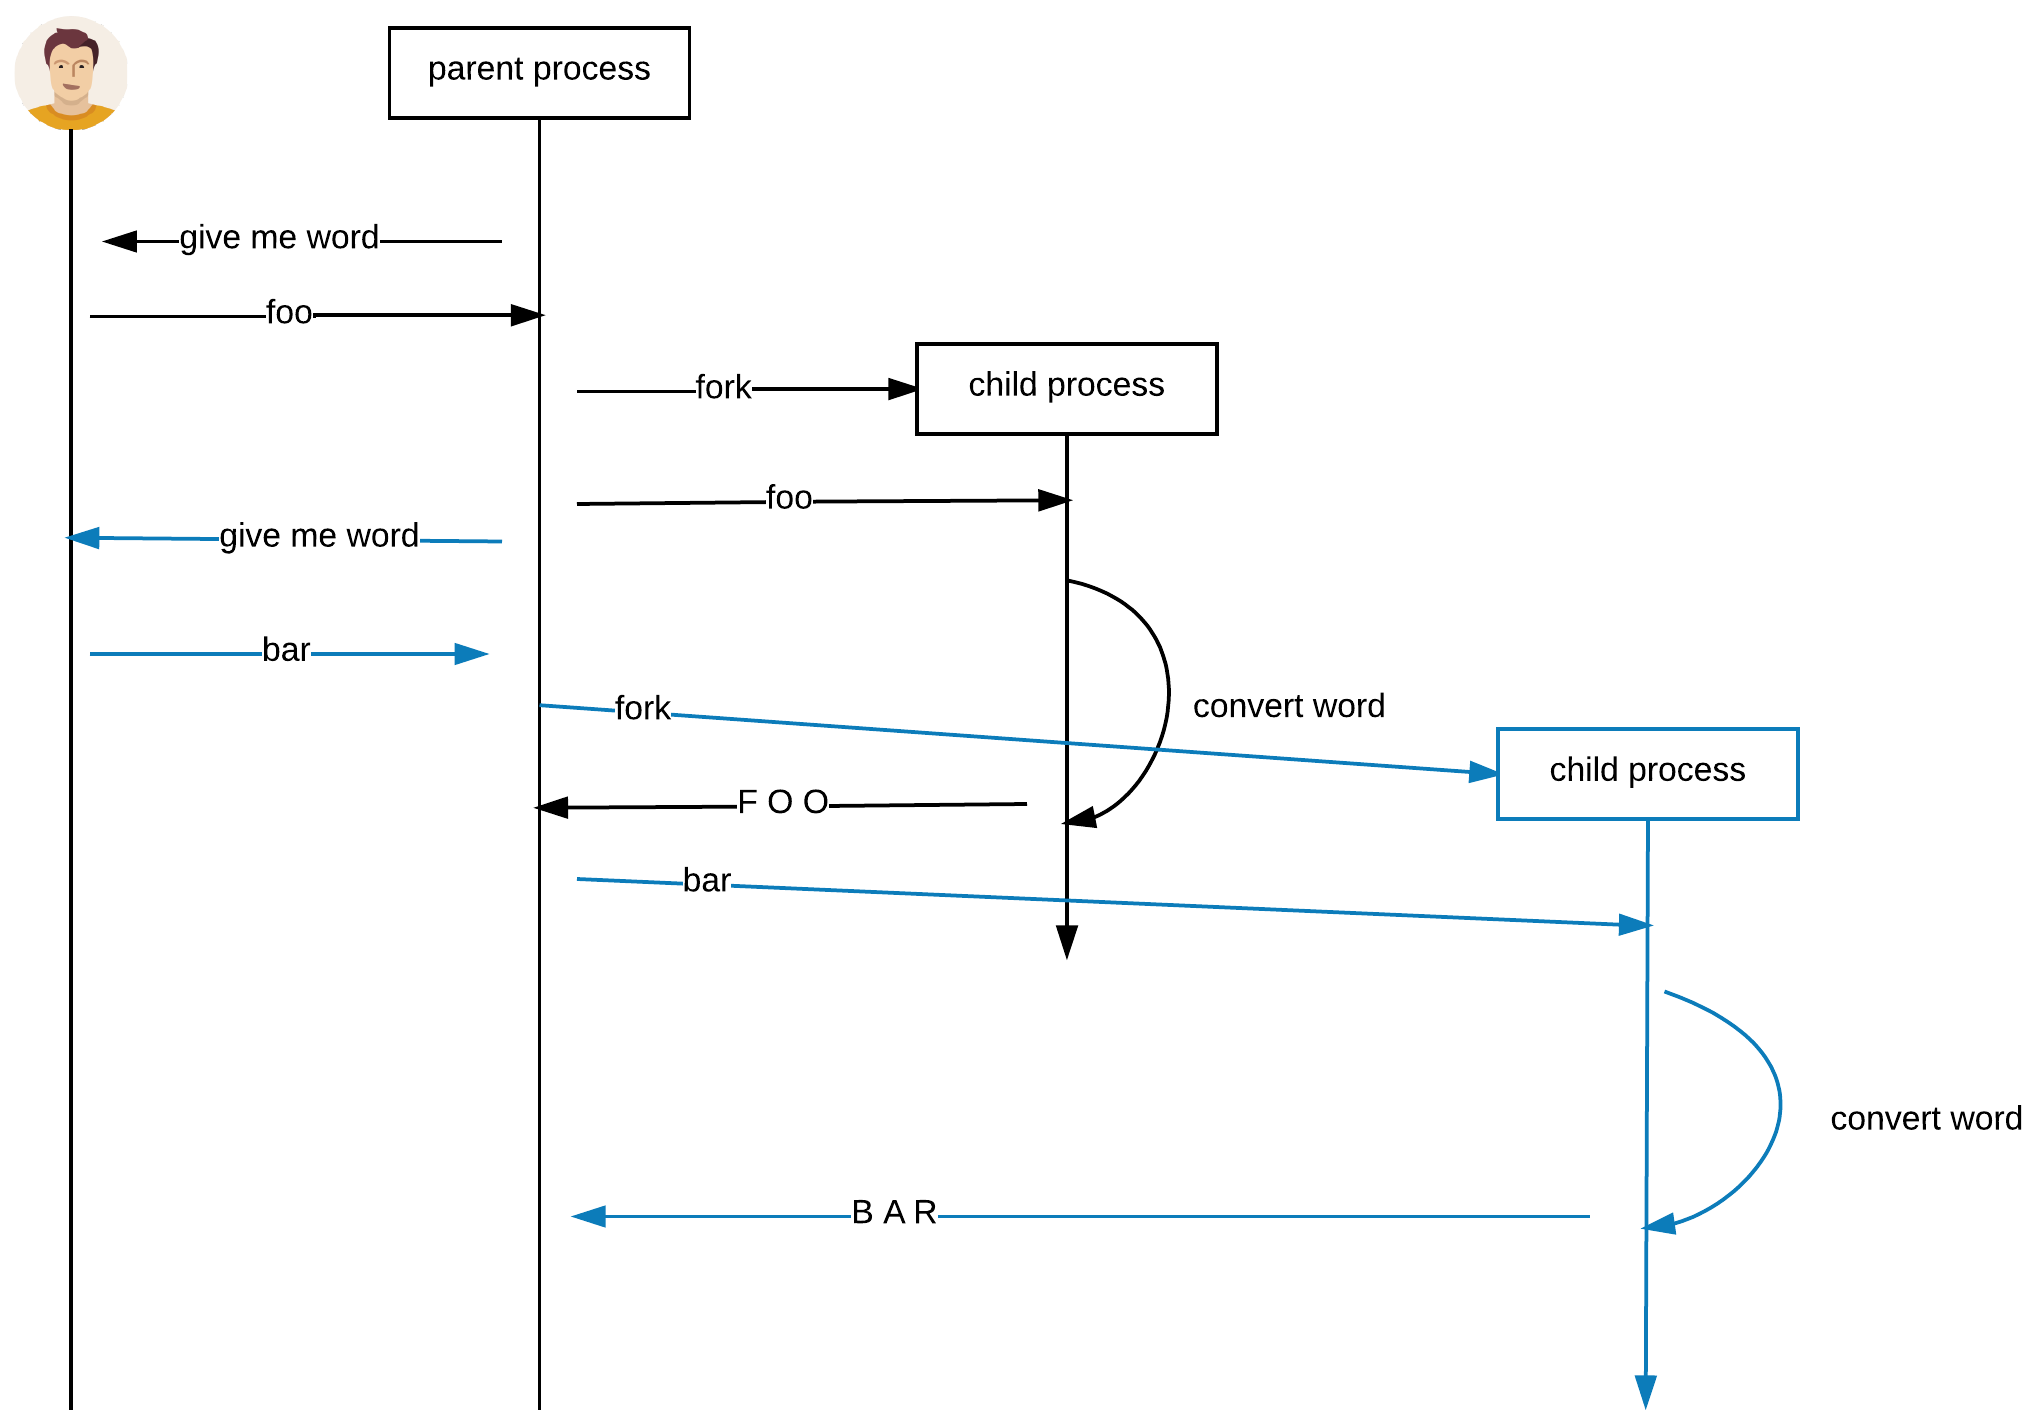 parent process
give me word
foo
fork
child process
foo
give me word
bar
fork
convert word
child process
F O O
bar
convert word
B A R